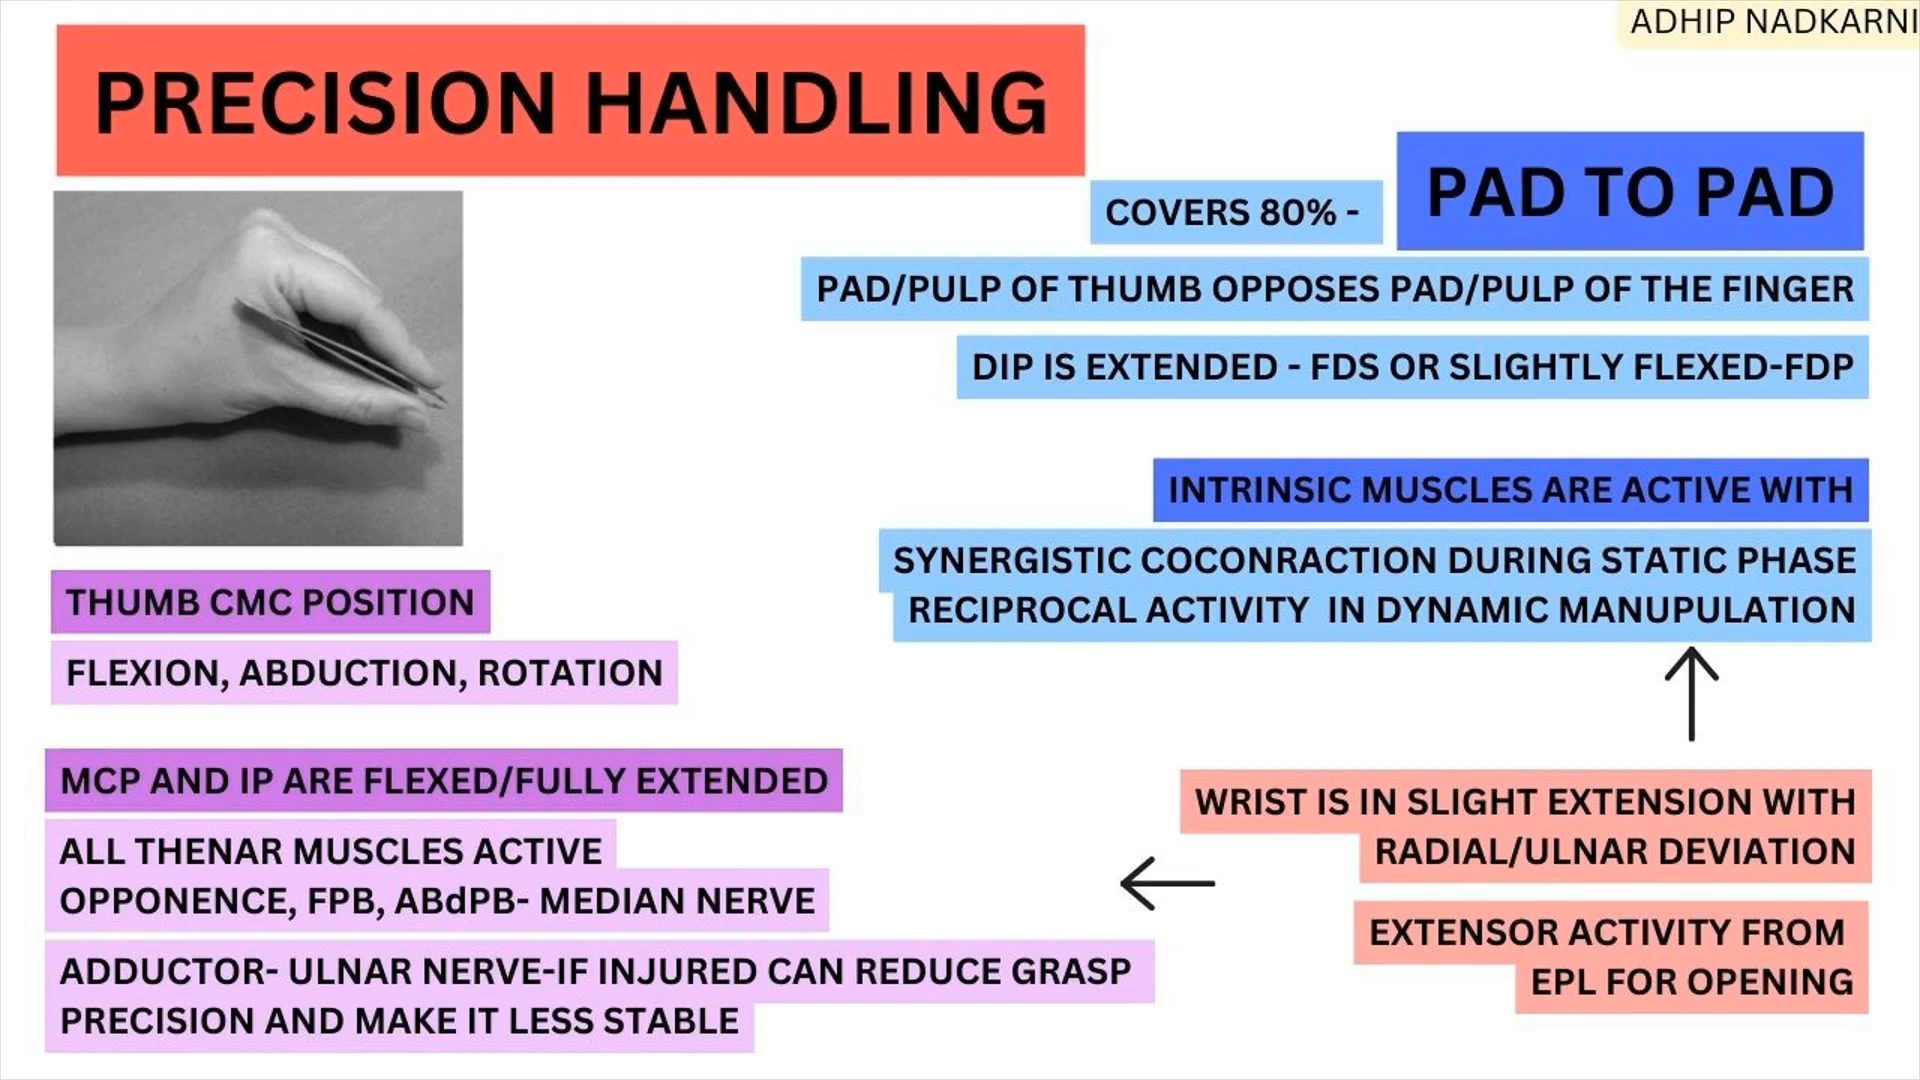 ADHIP NADKARNI
PRECISION HANDLING
COVERS 80% -
PAD TO PAD
PAD/PULP OF THUMB OPPOSES PAD/PULP OF THE FINGER
DIP IS EXTENDED - FDS OR SLIGHTLY FLEXED-FDP
INTRINSIC MUSCLES ARE ACTIVE WITH
SYNERGISTIC COCONRACTION DURING STATIC PHASE
RECIPROCAL ACTIVITY IN DYNAMIC MANUPULATION
THUMB CMC POSITION
FLEXION, ABDUCTION, ROTATION
MCP AND IP ARE FLEXED/FULLY EXTENDED
ALL THENAR MUSCLES ACTIVE
OPPONENCE, FPB, ABdPB- MEDIAN NERVE
ADDUCTOR- ULNAR NERVE-IF INJURED CAN REDUCE GRASP
PRECISION AND MAKE IT LESS STABLE
WRIST IS IN SLIGHT EXTENSION WITH
RADIAL/ULNAR DEVIATION
EXTENSOR ACTIVITY FROM
EPL FOR OPENING